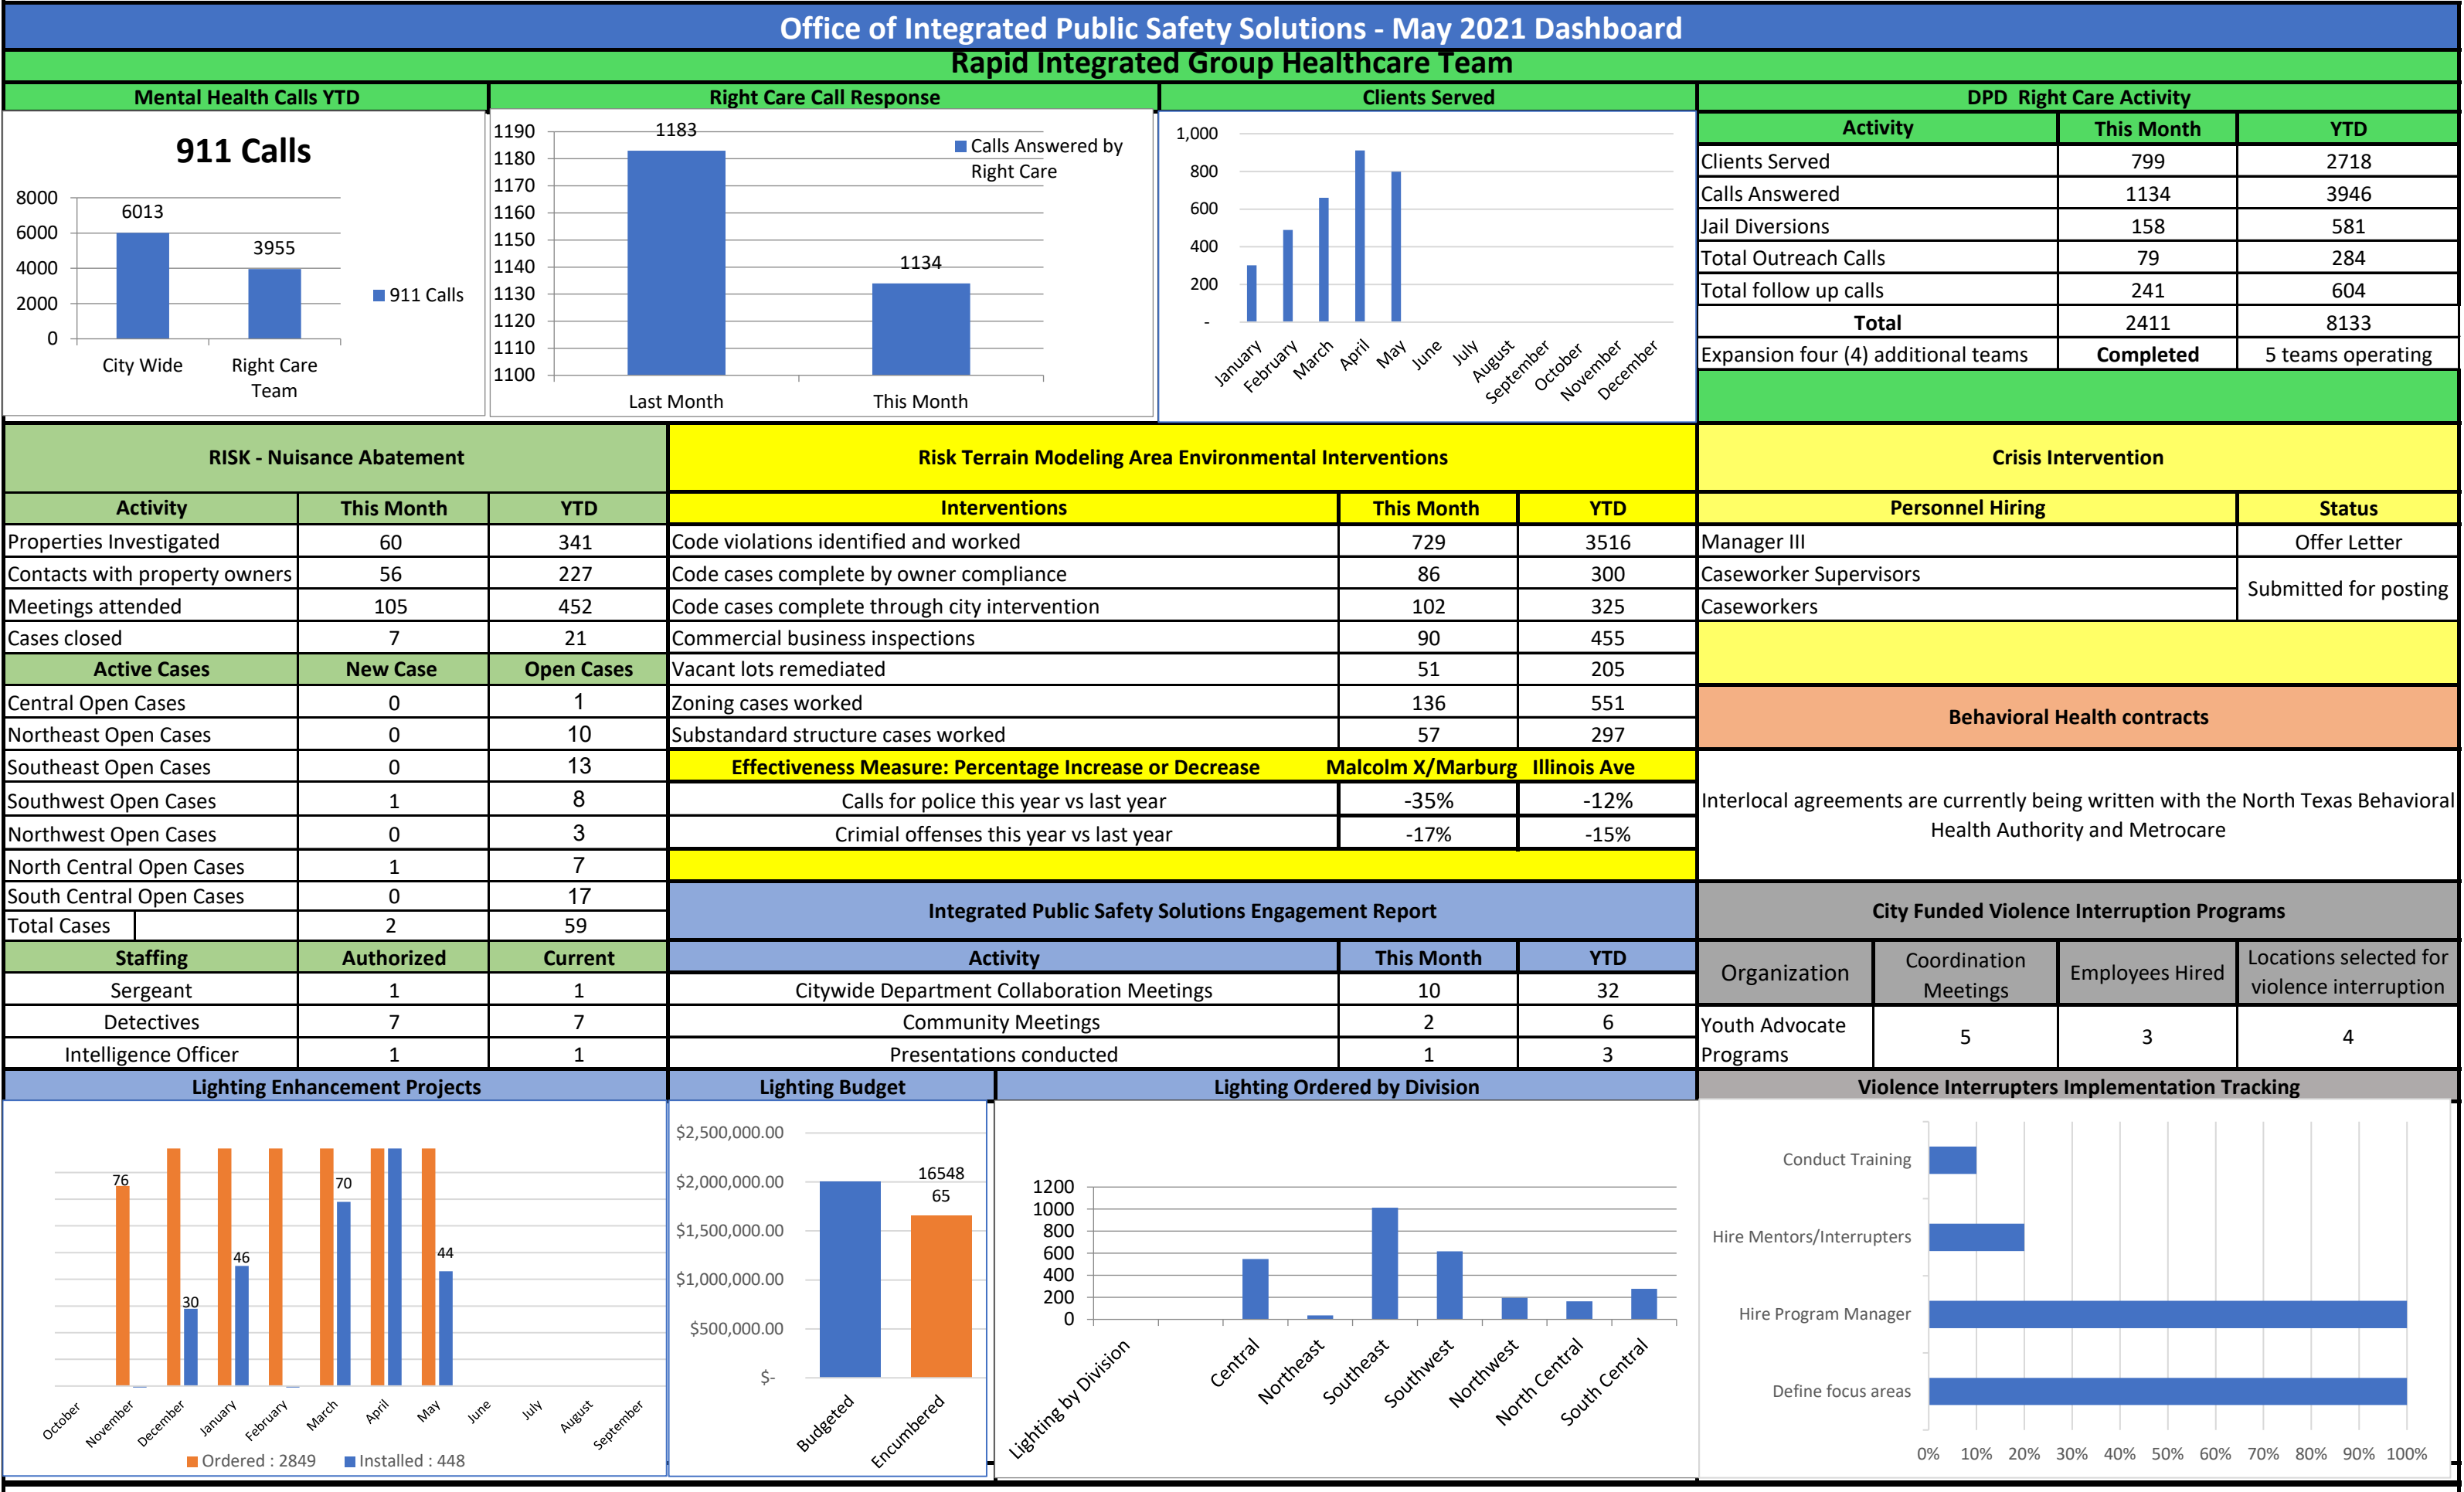 Office of Integrated Public Safety Solutions - May 2021 Dashboard
Rapid Integrated Group Healthcare Team
Mental Health Calls YTD
Right Care Call Response
Clients Served
DPD Right Care Activity
911 Calls
8000
6000
4000
2000
0
6013
3955
City Wide
Right Care
Team
911 Calls
1190
1180
1170
1160
1150
1140
1130
1120
1110
1100
1183
1134
Calls Answered by
Right Care
Last Month
This Month
1,000
800
600
400
200
-
January
February
March
April
May
June
July
August
September
October
November
December
Activity This Month YTD
Clients Served 799 2718
Calls Answered 1134 3946
Jail Diversions 158 581
Total Outreach Calls 79 284
Total follow up calls 241 604
Total 2411 8133
Expansion four (4) additional teams Completed 5 teams operating
RISK - Nuisance Abatement
Activity This Month YTD
Properties Investigated 60 341
Contacts with property owners 56 227
Meetings attended 105 452
Cases closed 7 21
Active Cases New Case Open Cases
Central Open Cases 0 1
Northeast Open Cases 0 10
Southeast Open Cases 0 13
Southwest Open Cases 1 8
Northwest Open Cases 0 3
North Central Open Cases 1 7
South Central Open Cases 0 17
Total Cases 2 59
Staffing Authorized Current
Sergeant 1 1
Detectives 7 7
Intelligence Officer 1 1
Risk Terrain Modeling Area Environmental Interventions
Interventions This Month YTD
Code violations identified and worked 729 3516
Code cases complete by owner compliance 86 300
Code cases complete through city intervention 102 325
Commercial business inspections 90 455
Vacant lots remediated 51 205
Zoning cases worked 136 551
Substandard structure cases worked 57 297
Effectiveness Measure: Percentage Increase or Decrease Malcolm X/Marburg Illinois Ave
Calls for police this year vs last year -35% -12%
Crimial offenses this year vs last year -17% -15%
Integrated Public Safety Solutions Engagement Report
Activity This Month YTD
Citywide Department Collaboration Meetings 10 32
Community Meetings 2 6
Presentations conducted 1 3
Crisis Intervention
Personnel Hiring Status
Manager III Offer Letter
Caseworker Supervisors
Submitted for posting
Caseworkers
Behavioral Health contracts
Interlocal agreements are currently being written with the North Texas Behavioral
Health Authority and Metrocare
City Funded Violence Interruption Programs
Organization
Coordination
Meetings
Employees Hired
Locations selected for
violence interruption
Youth Advocate
Programs
5 3 4
Lighting Enhancement Projects
76
30
46
70
44
October
November
December
January
February
March
April
May
June
July
August
September
Ordered : 2849
Installed : 448
Lighting Budget
$2,500,000.00
$2,000,000.00
$1,500,000.00
$1,000,000.00
$500,000.00
$-
16548
65
Budgeted
Encumbered
Lighting Ordered by Division
1200
1000
800
600
400
200
0
Lighting by Division
Central
Northeast
Southeast
Southwest
Northwest
North Central
South Central
Violence Interrupters Implementation Tracking
Conduct Training
Hire Mentors/Interrupters
Hire Program Manager
Define focus areas
0% 10% 20% 30% 40% 50% 60% 70% 80% 90% 100%